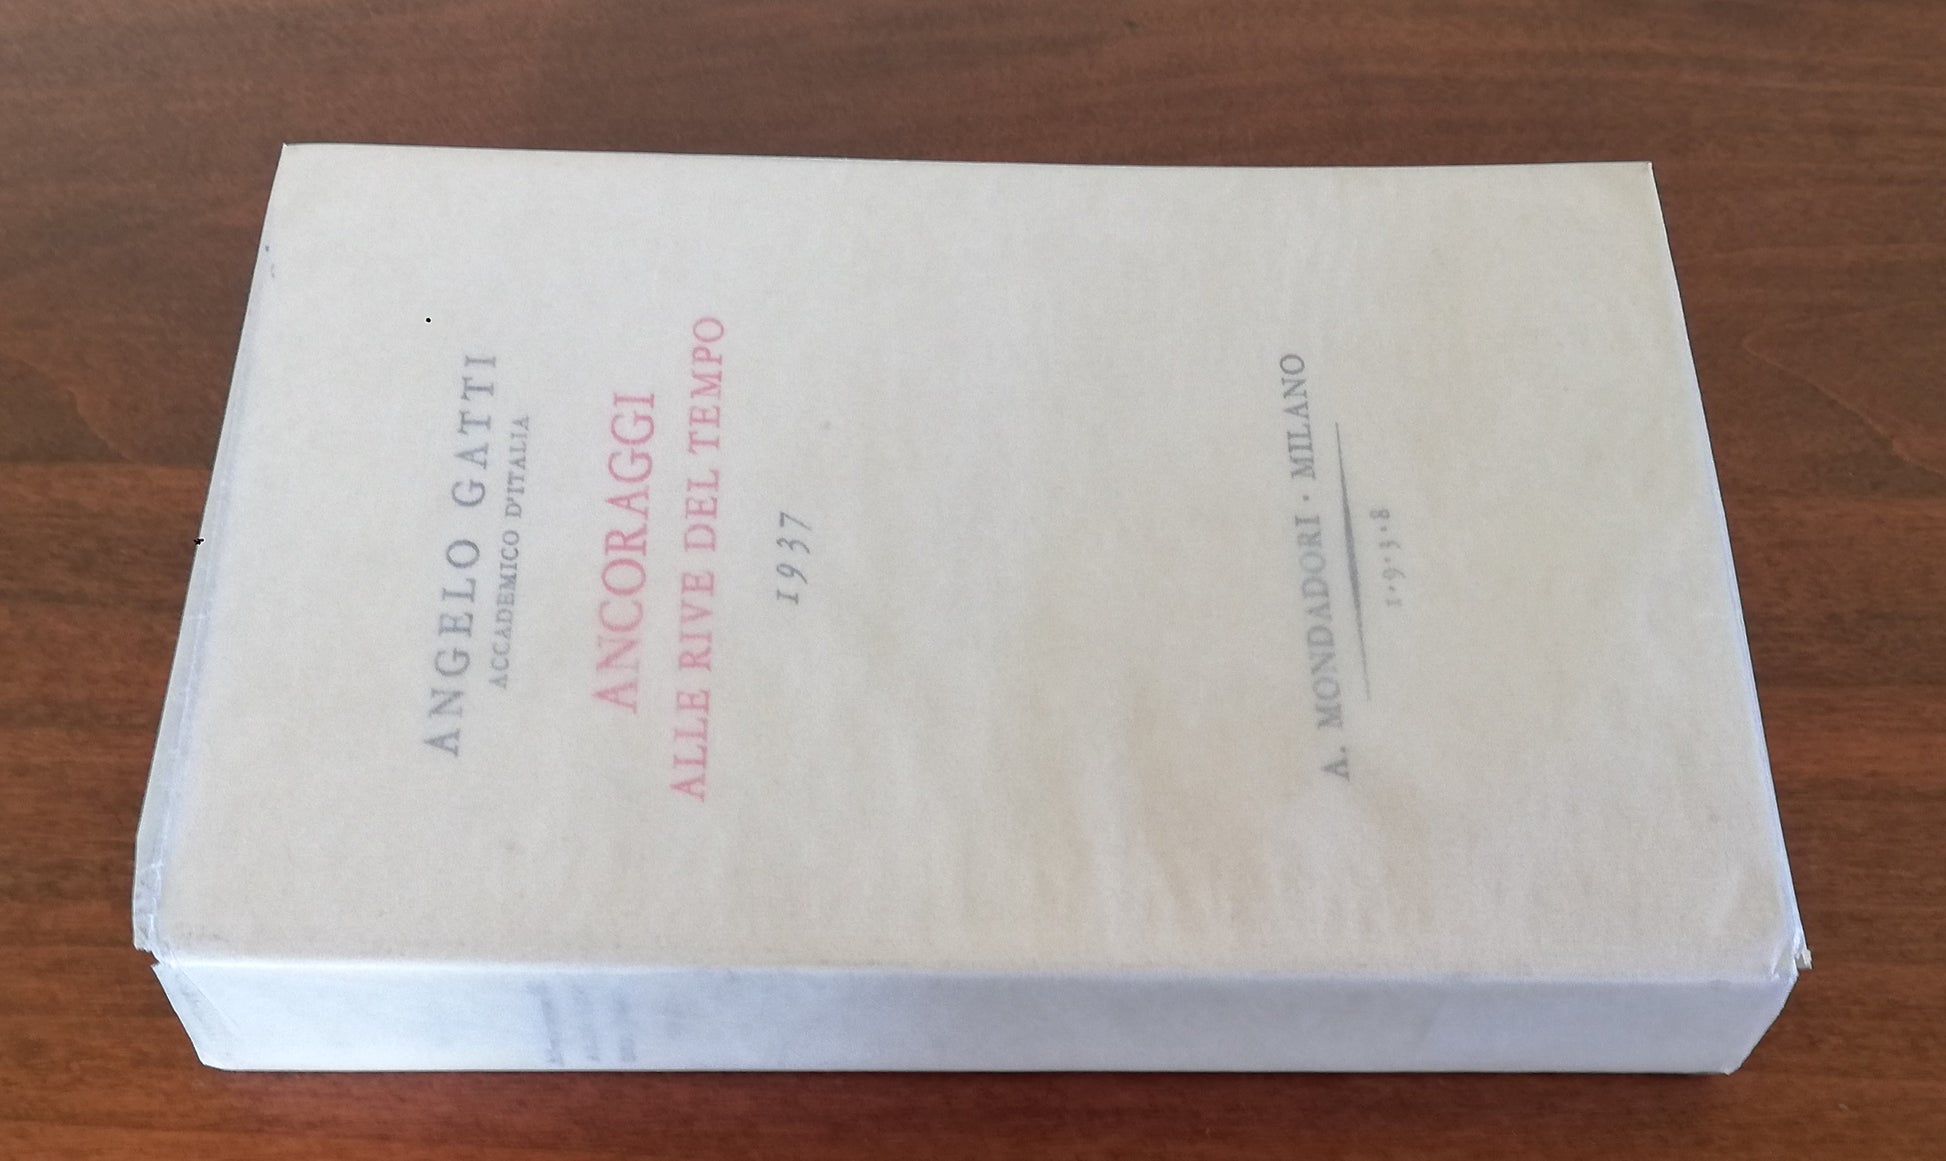 ANGELO GATTI
ACCADEMICO D'ITALIA
ANCORAGGI
ALLE RIVE DEL TEMPO
1937
A. MONDADORI · MILANO
1·9·3·8